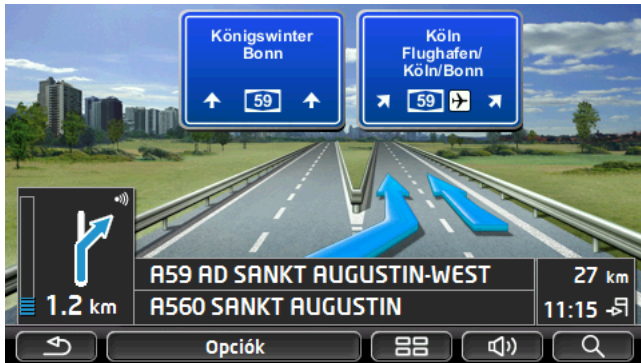 Königswinter
Bonn
59
Köln
Flughafen/
Köln/Bonn
59
1.2 km
A59 AD SANKT AUGUSTIN-WEST
A560 SANKT AUGUSTIN
27 km
11:15
Opciók